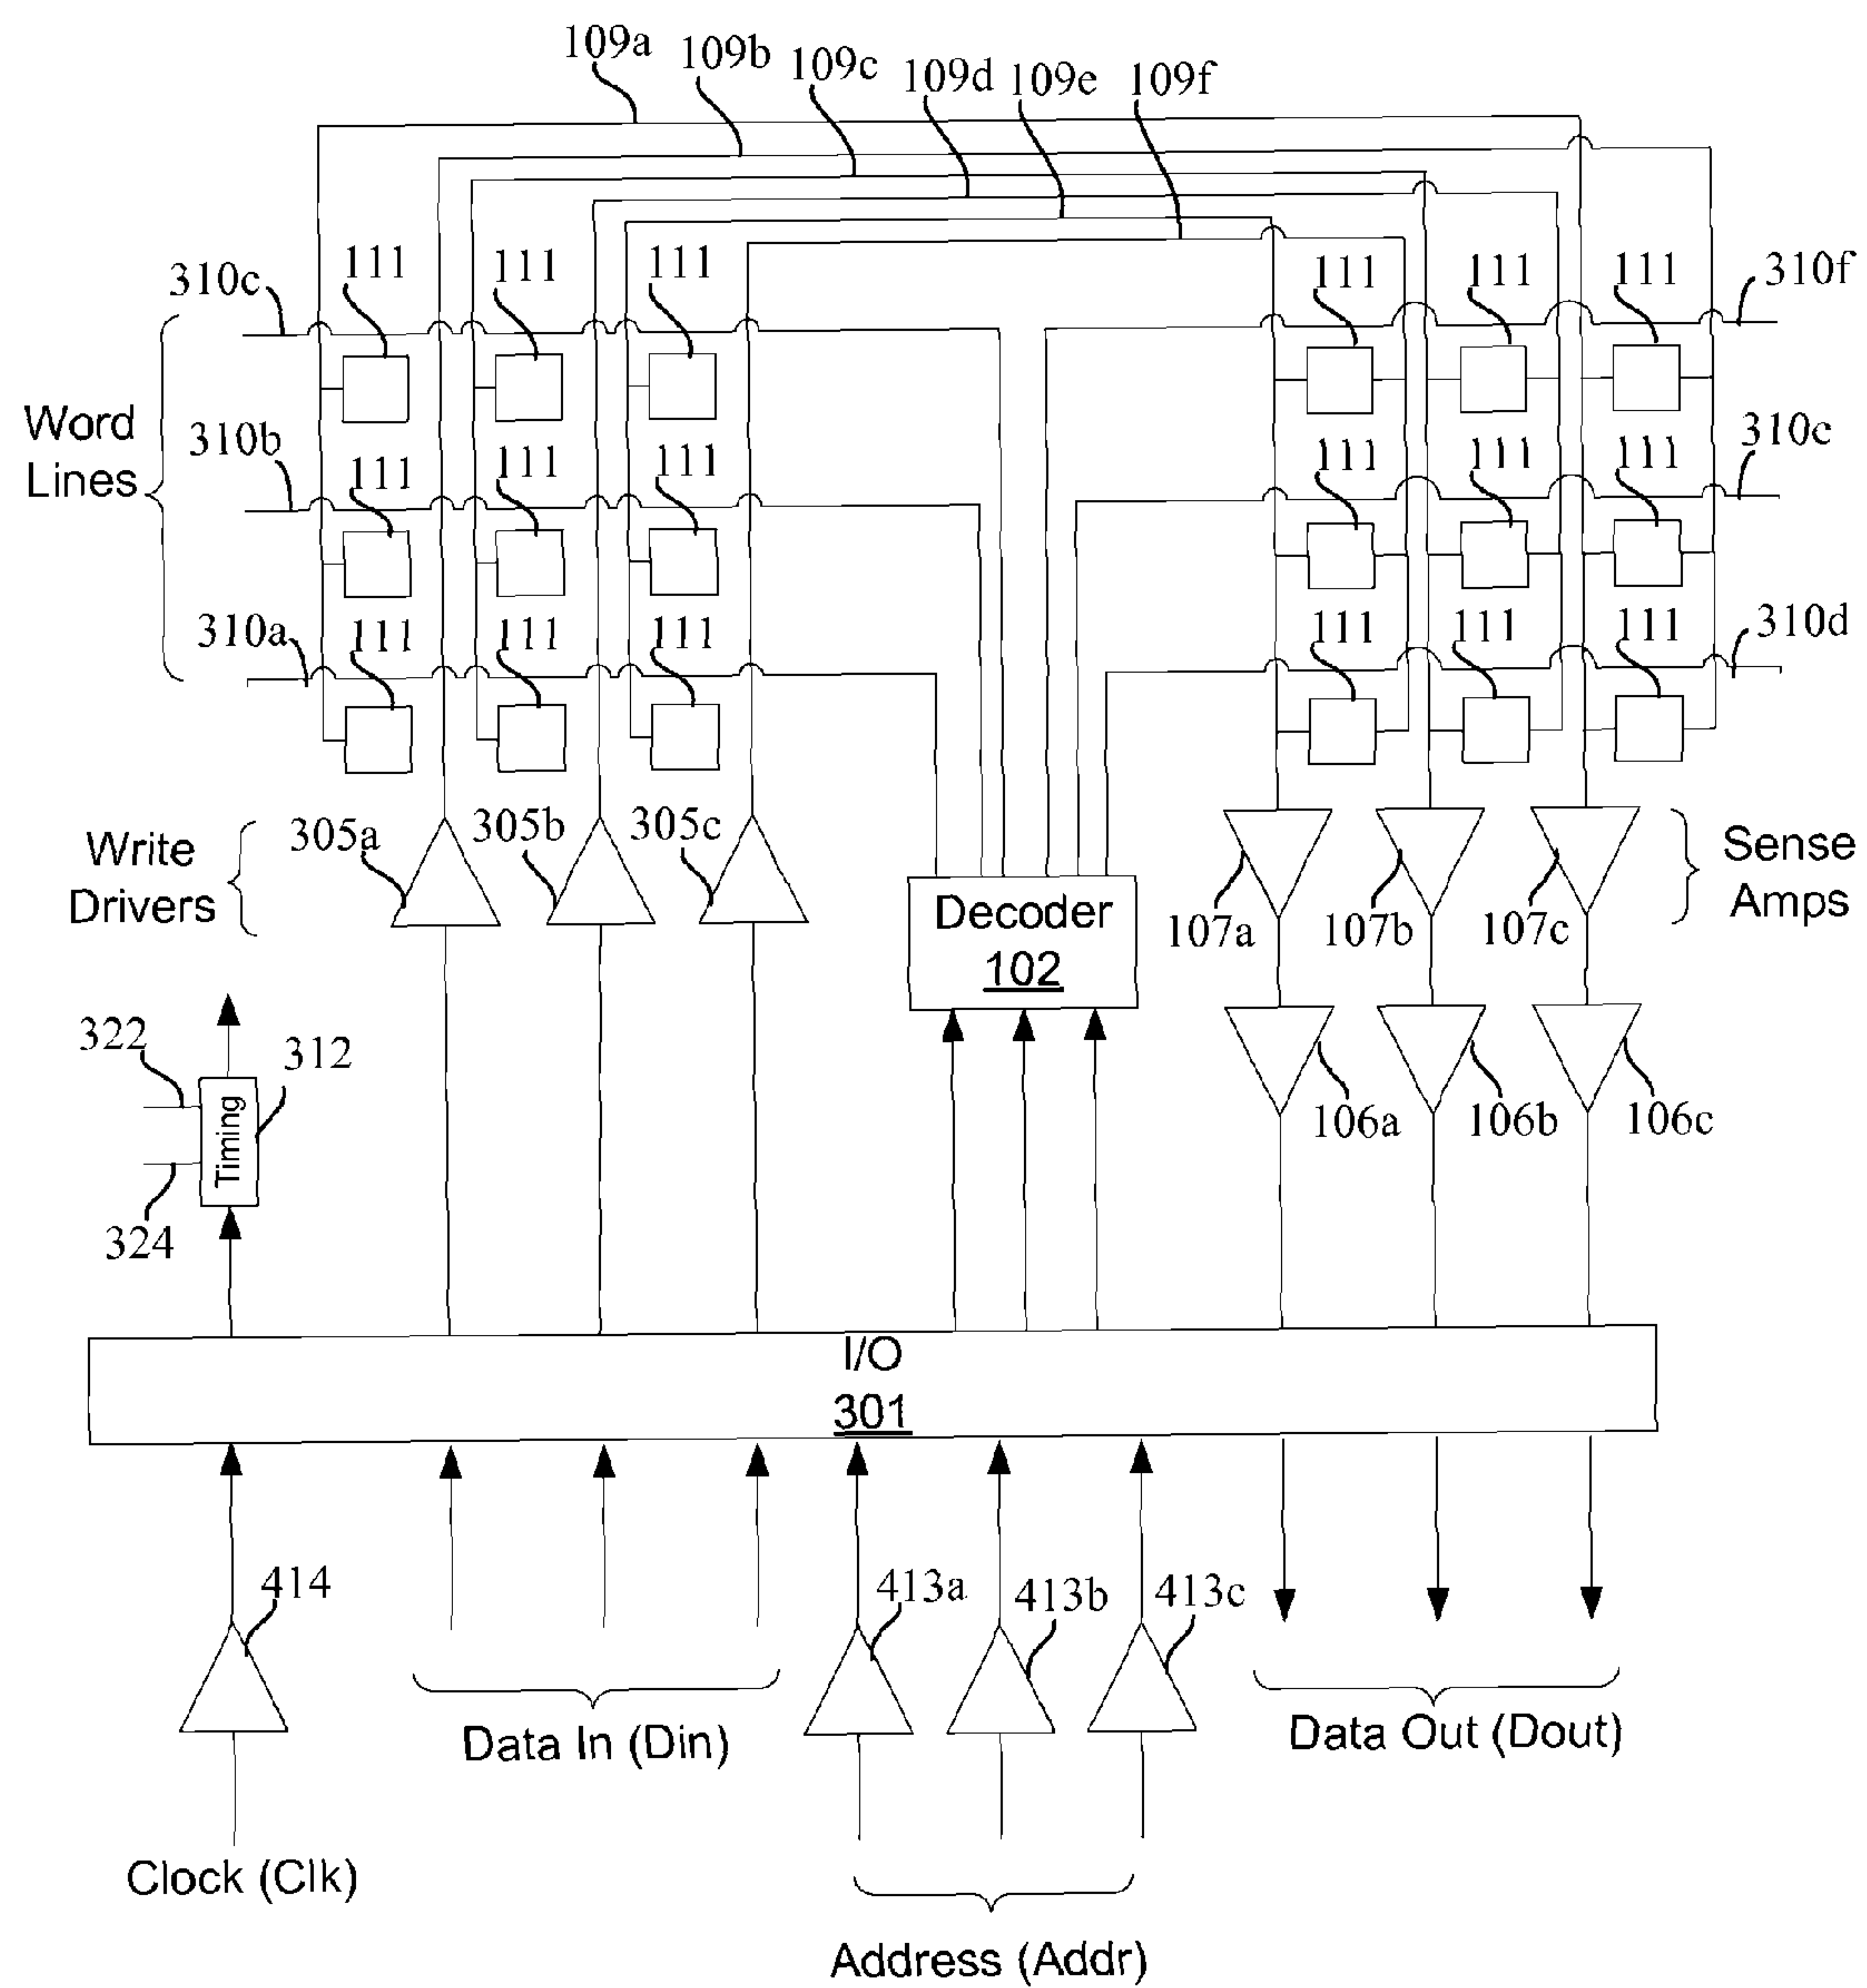 109a 109b 109c 109d 109e 109f
310c 111 111 111 111 111 111 310f
Word Lines
310b 111 111 111 111 111 111 310c
310a 111 111 111 111 111 111 310d
Write Drivers
305a 305b 305c
Decoder
102
107a 107b 107c
Sense Amps
322
312
Timing
324
106a 106b 106c
I/O
301
414
413a 413b 413c
Data In (Din)
Data Out (Dout)
Clock (Clk)
Address (Addr)